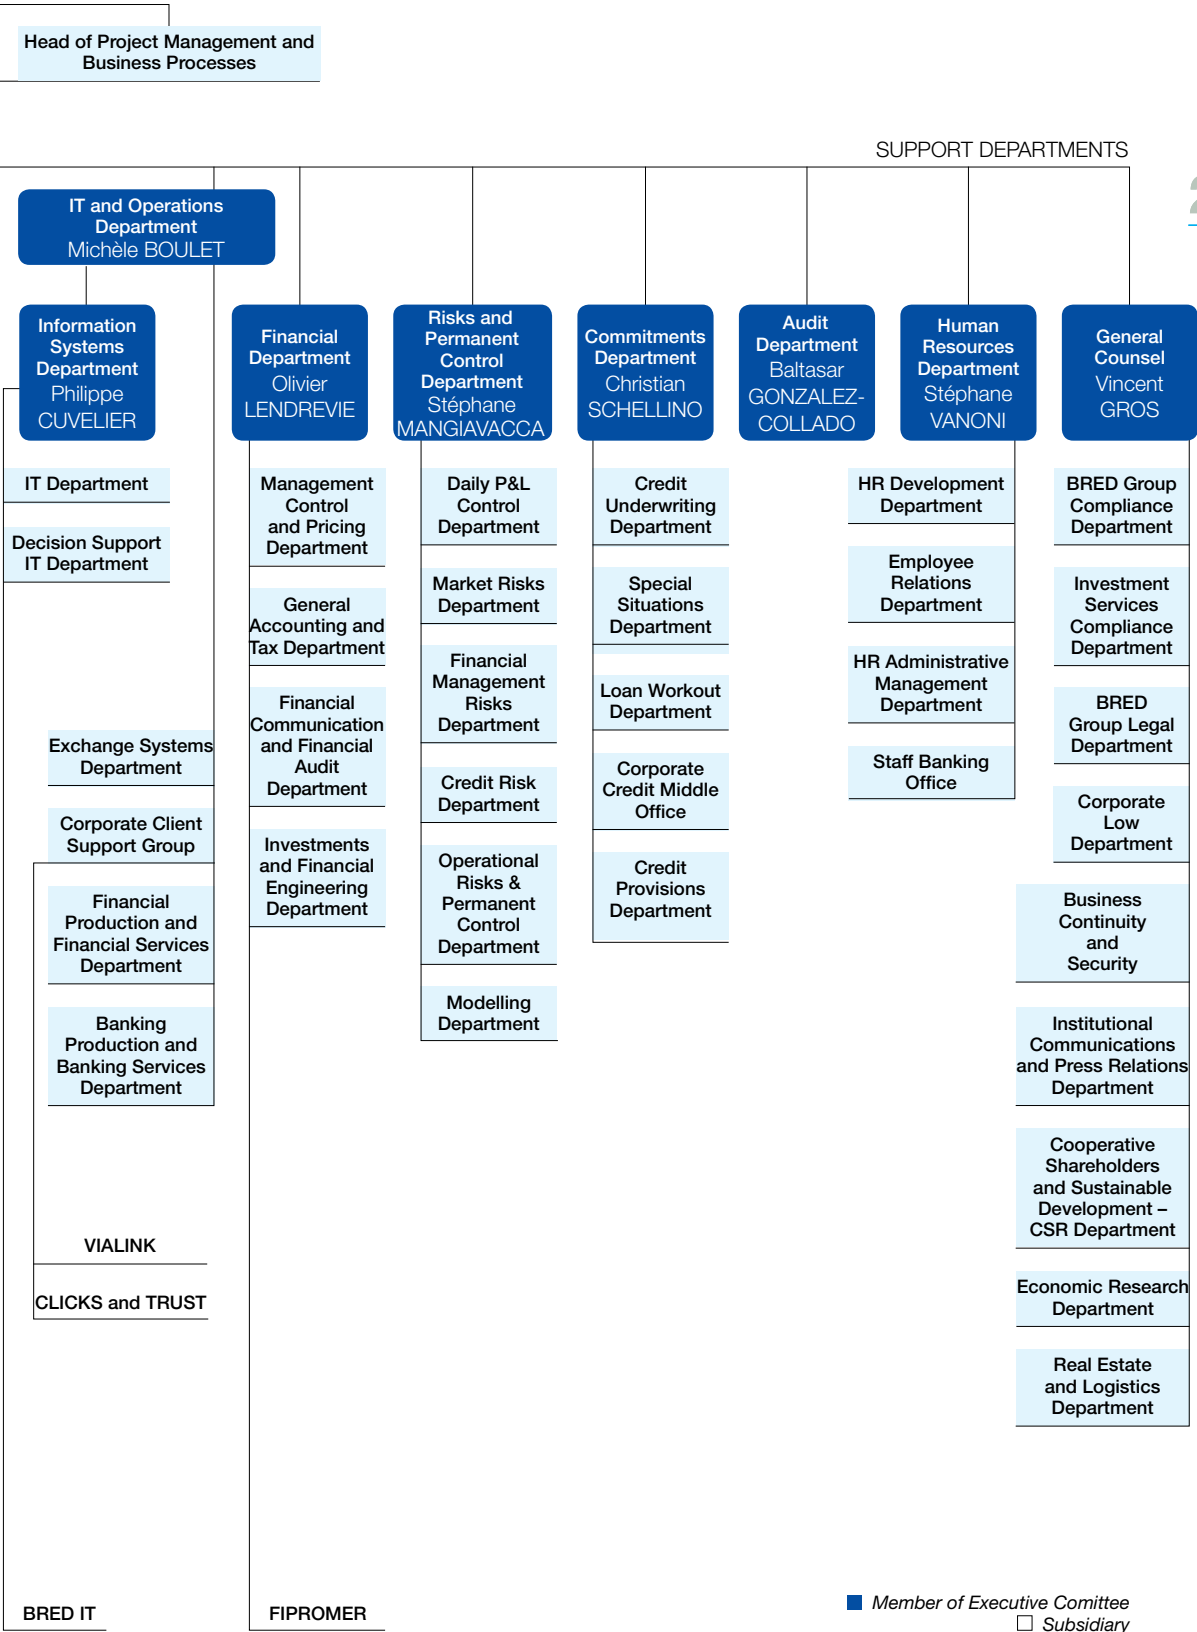 Head of Project Management and
Business Processes
SUPPORT DEPARTMENTS
2
IT and Operations
Department
Michèle BOULET
Information
Systems
Department
Philippe
CUVELIER
IT Department
Decision Support
IT Department
Exchange Systems
Department
Corporate Client
Support Group
Financial
Production and
Financial Services
Department
Banking
Production and
Banking Services
Department
VIALINK
CLICKS and TRUST
BRED IT
Financial
Department
Olivier
LENDREVIE
Management
Control
and Pricing
Department
General
Accounting and
Tax Department
Financial
Communication
and Financial
Audit
Department
Investments
and Financial
Engineering
Department
FIPROMER
Risks and
Permanent
Control
Department
Stéphane
MANGIAVACCA
Daily P&L
Control
Department
Market Risks
Department
Financial
Management
Risks
Department
Credit Risk
Department
Operational
Risks &
Permanent
Control
Department
Modelling
Department
Commitments
Department
Christian
SCHELLINO
Credit
Underwriting
Department
Special
Situations
Department
Loan Workout
Department
Corporate
Credit Middle
Office
Credit
Provisions
Department
Audit
Department
Baltasar
GONZALEZ-
COLLADO
Human
Resources
Department
Stéphane
VANONI
HR Development
Department
Employee
Relations
Department
HR Administrative
Management
Department
Staff Banking
Office
General
Counsel
Vincent
GROS
BRED Group
Compliance
Department
Investment
Services
Compliance
Department
BRED
Group Legal
Department
Corporate
Low
Department
Business
Continuity
and
Security
Institutional
Communications
and Press Relations
Department
Cooperative
Shareholders
and Sustainable
Development –
CSR Department
Economic Research
Department
Real Estate
and Logistics
Department
Member of Executive Comittee
Subsidiary